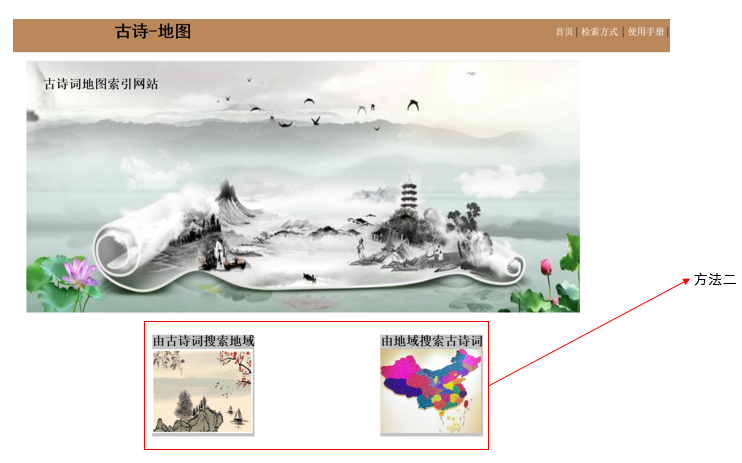 古诗-地图
首页| 检索方式 | 使用手册 |
古诗词地图索引网站
方法二
由古诗词搜索地域
由地域搜索古诗词